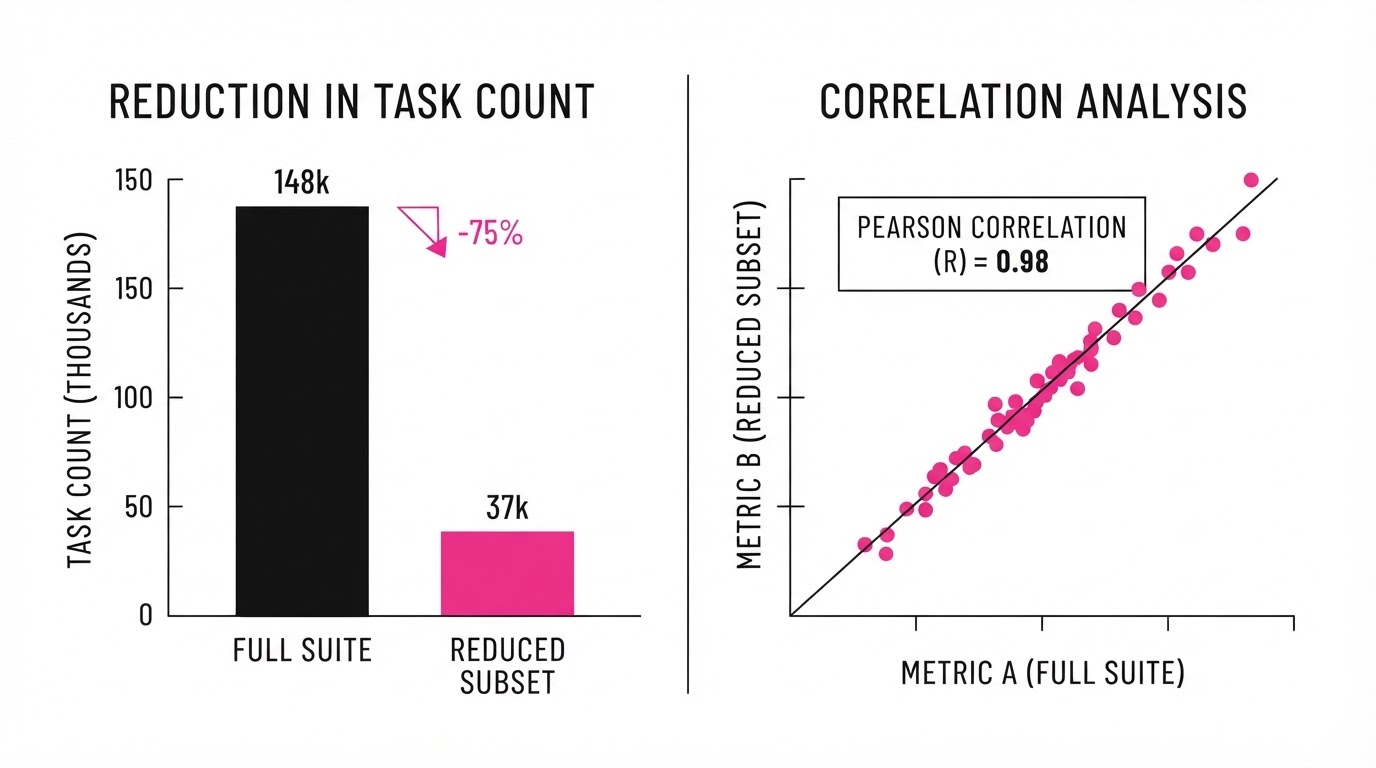 REDUCTION IN TASK COUNT
TASK COUNT (THOUSANDS)
150
150
100
50
0
148k
-75%
37k
FULL SUITE
REDUCED
SUBSET
CORRELATION ANALYSIS
METRIC B (REDUCED SUBSET)
PEARSON CORRELATION
(R) = 0.98
METRIC A (FULL SUITE)